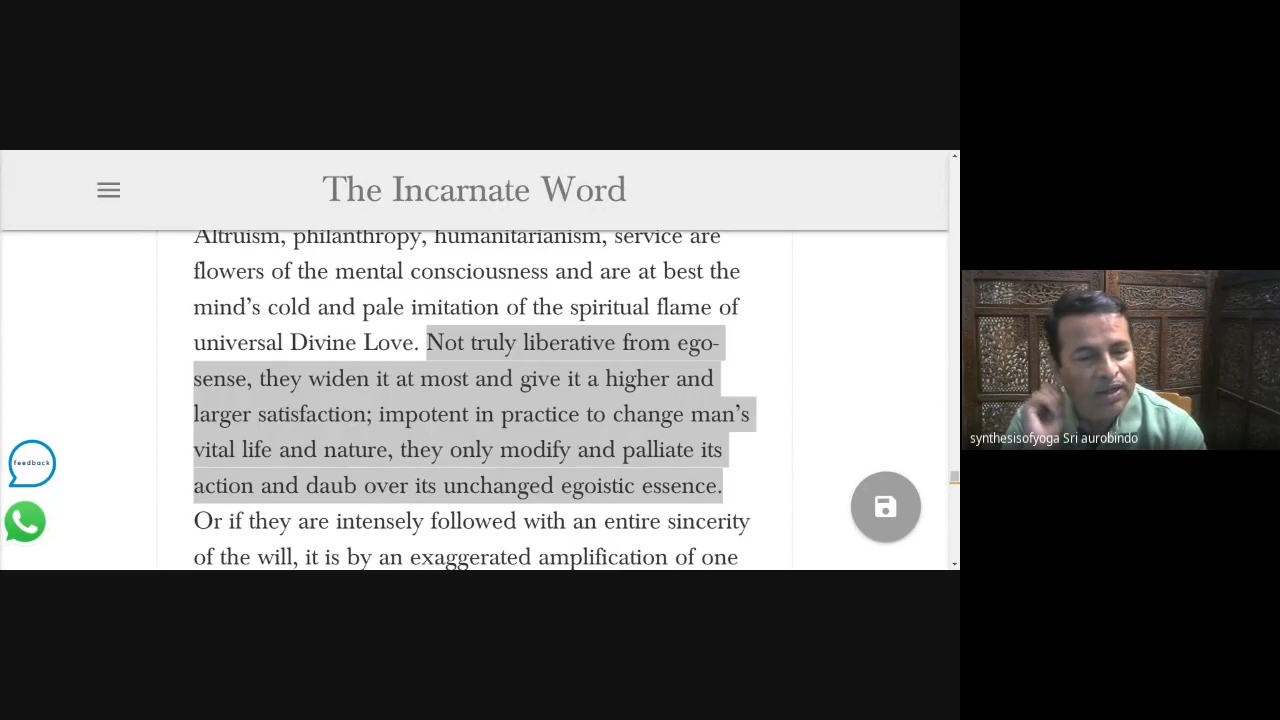 The Incarnate Word
Altruism, philanthropy, humanitarianism, service are
flowers of the mental consciousness and are at best the
mind’s cold and pale imitation of the spiritual flame of
universal Divine Love. Not truly liberative from ego-
sense, they widen it at most and give it a higher and
larger satisfaction; impotent in practice to change man’s
vital life and nature, they only modify and palliate its
action and daub over its unchanged egoistic essence.
Or if they are intensely followed with an entire sincerity
of the will, it is by an exaggerated amplification of one
feedback
synthesisofyoga Sri aurobindo